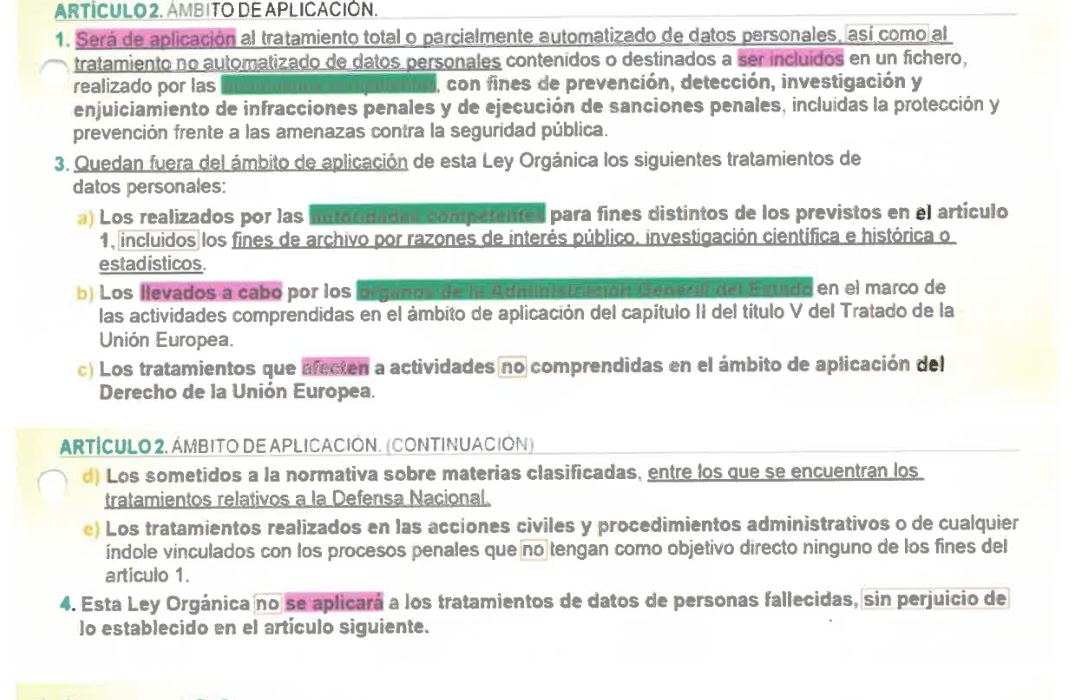 ARTÍCULO 2. ÁMBITO DE APLICACIÓN.
1. Será de aplicación al tratamiento total o parcialmente automatizado de datos personales, así como al
tratamiento no automatizado de datos personales contenidos o destinados a ser incluidos en un fichero,
realizado por las autoridades competentes, con fines de prevención, detección, investigación y
enjuiciamiento de infracciones penales y de ejecución de sanciones penales, incluidas la protección y
prevención frente a las amenazas contra la seguridad pública.
3. Quedan fuera del ámbito de aplicación de esta Ley Orgánica los siguientes tratamientos de
datos personales:
a) Los realizados por las autoridades competentes para fines distintos de los previstos en el artículo
1, incluidos los fines de archivo por razones de interés público, investigación científica e histórica o
estadísticos.
b) Los llevados a cabo por los órganos de la Administración General del Estado en el marco de
las actividades comprendidas en el ámbito de aplicación del capítulo II del título V del Tratado de la
Unión Europea.
c) Los tratamientos que afecten a actividades no comprendidas en el ámbito de aplicación del
Derecho de la Unión Europea.
ARTÍCULO 2. ÁMBITO DE APLICACIÓN. (CONTINUACIÓN)
d) Los sometidos a la normativa sobre materias clasificadas, entre los que se encuentran los
tratamientos relativos a la Defensa Nacional.
e) Los tratamientos realizados en las acciones civiles y procedimientos administrativos o de cualquier
índole vinculados con los procesos penales que no tengan como objetivo directo ninguno de los fines del
artículo 1.
4. Esta Ley Orgánica no se aplicará a los tratamientos de datos de personas fallecidas, sin perjuicio de
lo establecido en el artículo siguiente.